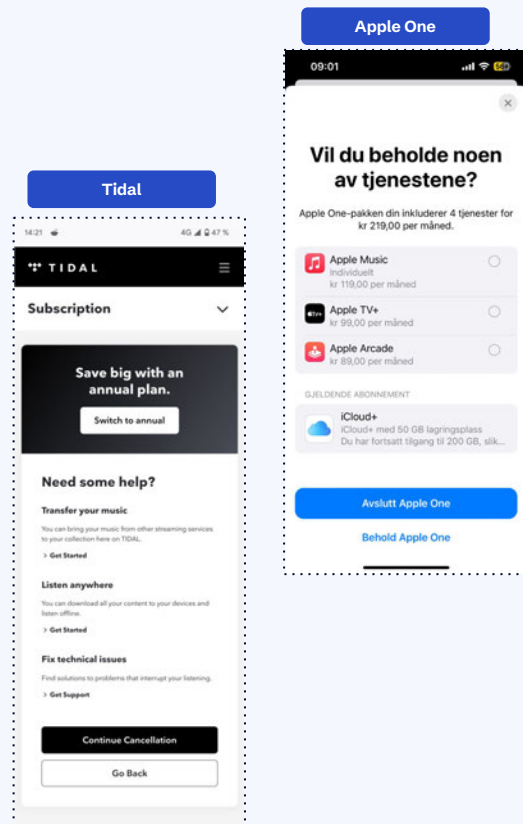 Apple One
09:01
Vil du beholde noen
av tjenestene?
Apple One-pakken din inkluderer 4 tjenester for
kr 219,00 per måned.
Apple Music
Individuelt
kr 119,00 per måned
Apple TV+
kr 99,00 per måned
Apple Arcade
kr 89,00 per måned
GJELDENDE ABONNEMENT
iCloud+
iCloud+ med 50 GB lagringsplass
Du har fortsatt tilgang til 200 GB, slik...
Avslutt Apple One
Behold Apple One
Tidal
14:21 4G 47 %
TIDAL
Subscription
Save big with an
annual plan.
Switch to annual
Need some help?
Transfer your music
You can bring your music from other streaming services
to your collection here on TIDAL.
> Get Started
Listen anywhere
You can download all your content to your devices and
listen offline.
> Get Started
Fix technical issues
Find solutions to problems that interrupt your listening.
> Get Support
Continue Cancellation
Go Back